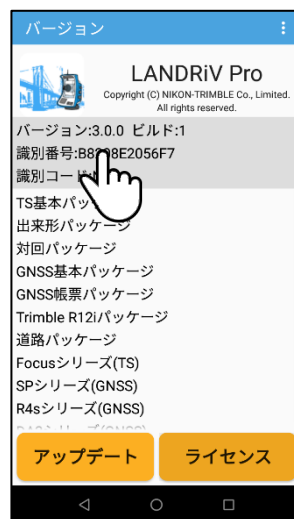 バージョン
LANDRiV Pro
Copyright (C) NIKON-TRIMBLE Co., Limited.
All rights reserved.
バージョン:3.0.0 ビルド:1
識別番号:B8 08E2056F7
識別コード:
TS基本パッ
出来形パッケージ
対回パッケージ
GNSS基本パッケージ
GNSS帳票パッケージ
Trimble R12iパッケージ
道路パッケージ
Focusシリーズ(TS)
SPシリーズ(GNSS)
R4sシリーズ(GNSS)
アップデート
ライセンス